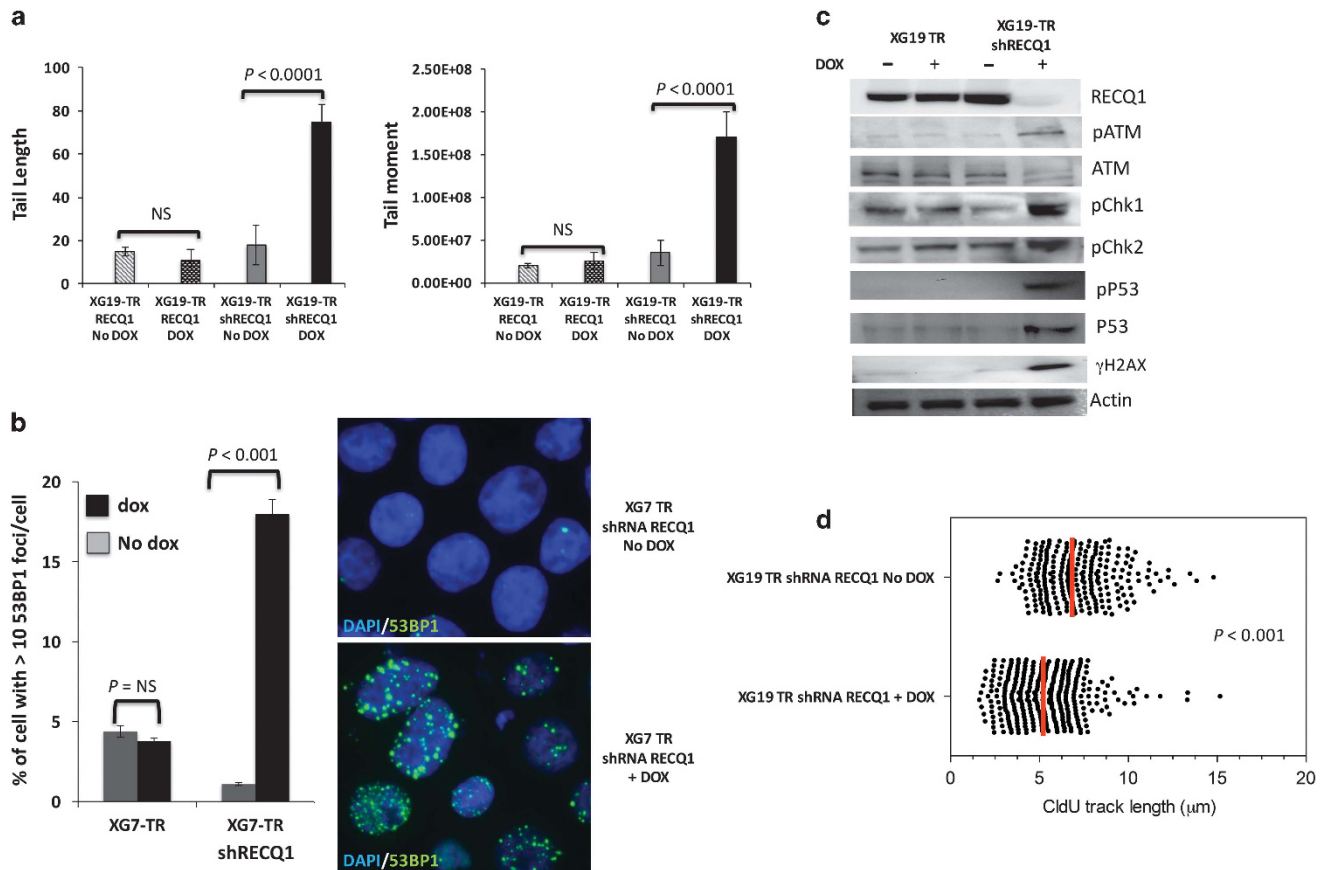 a
Tail Length
100
80
60
40
20
0
NS
P < 0.0001
XG19-TR
RECQ1
No DOX
XG19-TR
RECQ1
DOX
XG19-TR
shRECQ1
No DOX
XG19-TR
shRECQ1
DOX
Tail moment
2.50E+08
2.00E+08
1.50E+08
1.00E+08
5.00E+07
0.00E+00
NS
P < 0.0001
XG19-TR
RECQ1
No DOX
XG19-TR
RECQ1
DOX
XG19-TR
shRECQ1
No DOX
XG19-TR
shRECQ1
DOX
b
% of cell with > 10 53BP1 foci/cell
20
15
10
5
0
dox
No dox
P = NS
P < 0.001
XG7-TR
XG7-TR
shRECQ1
DAPI/53BP1
XG7 TR
shRNA RECQ1
No DOX
DAPI/53BP1
XG7 TR
shRNA RECQ1
+ DOX
c
XG19 TR
XG19-TR
shRECQ1
DOX − + − +
RECQ1
pATM
ATM
pChk1
pChk2
pP53
P53
γH2AX
Actin
d
XG19 TR shRNA RECQ1 No DOX
P < 0.001
XG19 TR shRNA RECQ1 + DOX
0 5 10 15 20
CldU track length (μm)